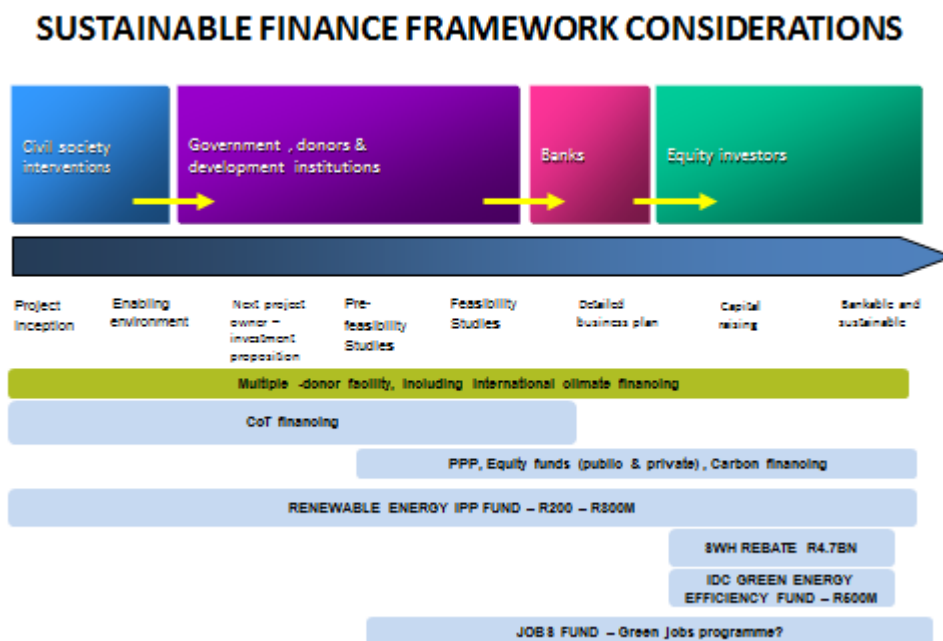 SUSTAINABLE FINANCE FRAMEWORK CONSIDERATIONS
Civil society
interventions
Government , donors &
development institutions
Banks
Equity investors
Project
Inception
Enabling
environment
Next project
owner –
investment
proposition
Pre-
feasibility
Studies
Feasibility
Studies
Detailed
business plan
Capital
raising
Bankable and
sustainable
Multiple -donor facility, including international climate financing
CoT financing
PPP, Equity funds (public & private) , Carbon financing
RENEWABLE ENERGY IPP FUND – R200 – R800M
SWH REBATE R4.7BN
IDC GREEN ENERGY
EFFICIENCY FUND – R500M
JOBS FUND – Green jobs programme?